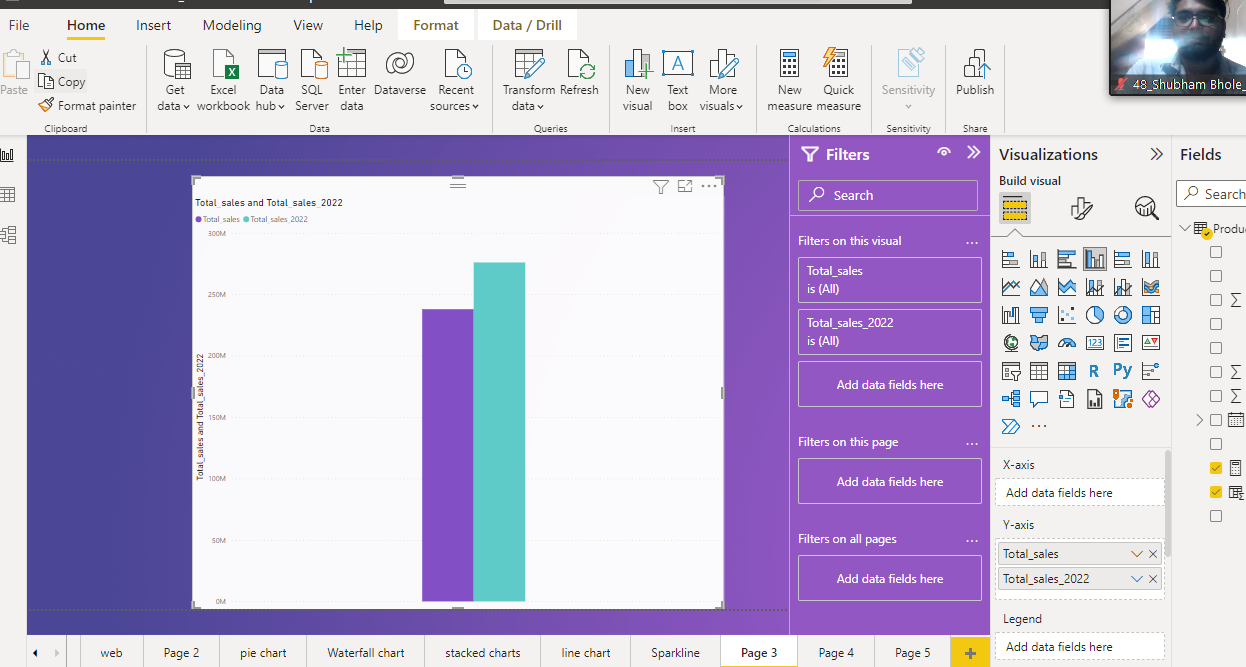 File Home Insert Modeling View Help Format Data / Drill
Paste
Cut
Copy
Format painter
Get data
Excel workbook
Data hub
SQL Server
Enter data
Dataverse
Recent sources
Transform data
Refresh
New visual
Text box
More visuals
New measure
Quick measure
Sensitivity
Publish
Clipboard Data Queries Insert Calculations Sensitivity Share
48_Shubham Bhole_
Total_sales and Total_sales_2022
Total_sales Total_sales_2022
300M
250M
200M
150M
100M
50M
0M
Total_sales and Total_sales_2022
Filters
Search
Filters on this visual
Total_sales
is (All)
Total_sales_2022
is (All)
Add data fields here
Filters on this page
Add data fields here
Filters on all pages
Add data fields here
Visualizations
Build visual
123
R Py
X-axis
Add data fields here
Y-axis
Total_sales
Total_sales_2022
Legend
Add data fields here
Fields
Search
Produ
web Page 2 pie chart Waterfall chart stacked charts line chart Sparkline Page 3 Page 4 Page 5